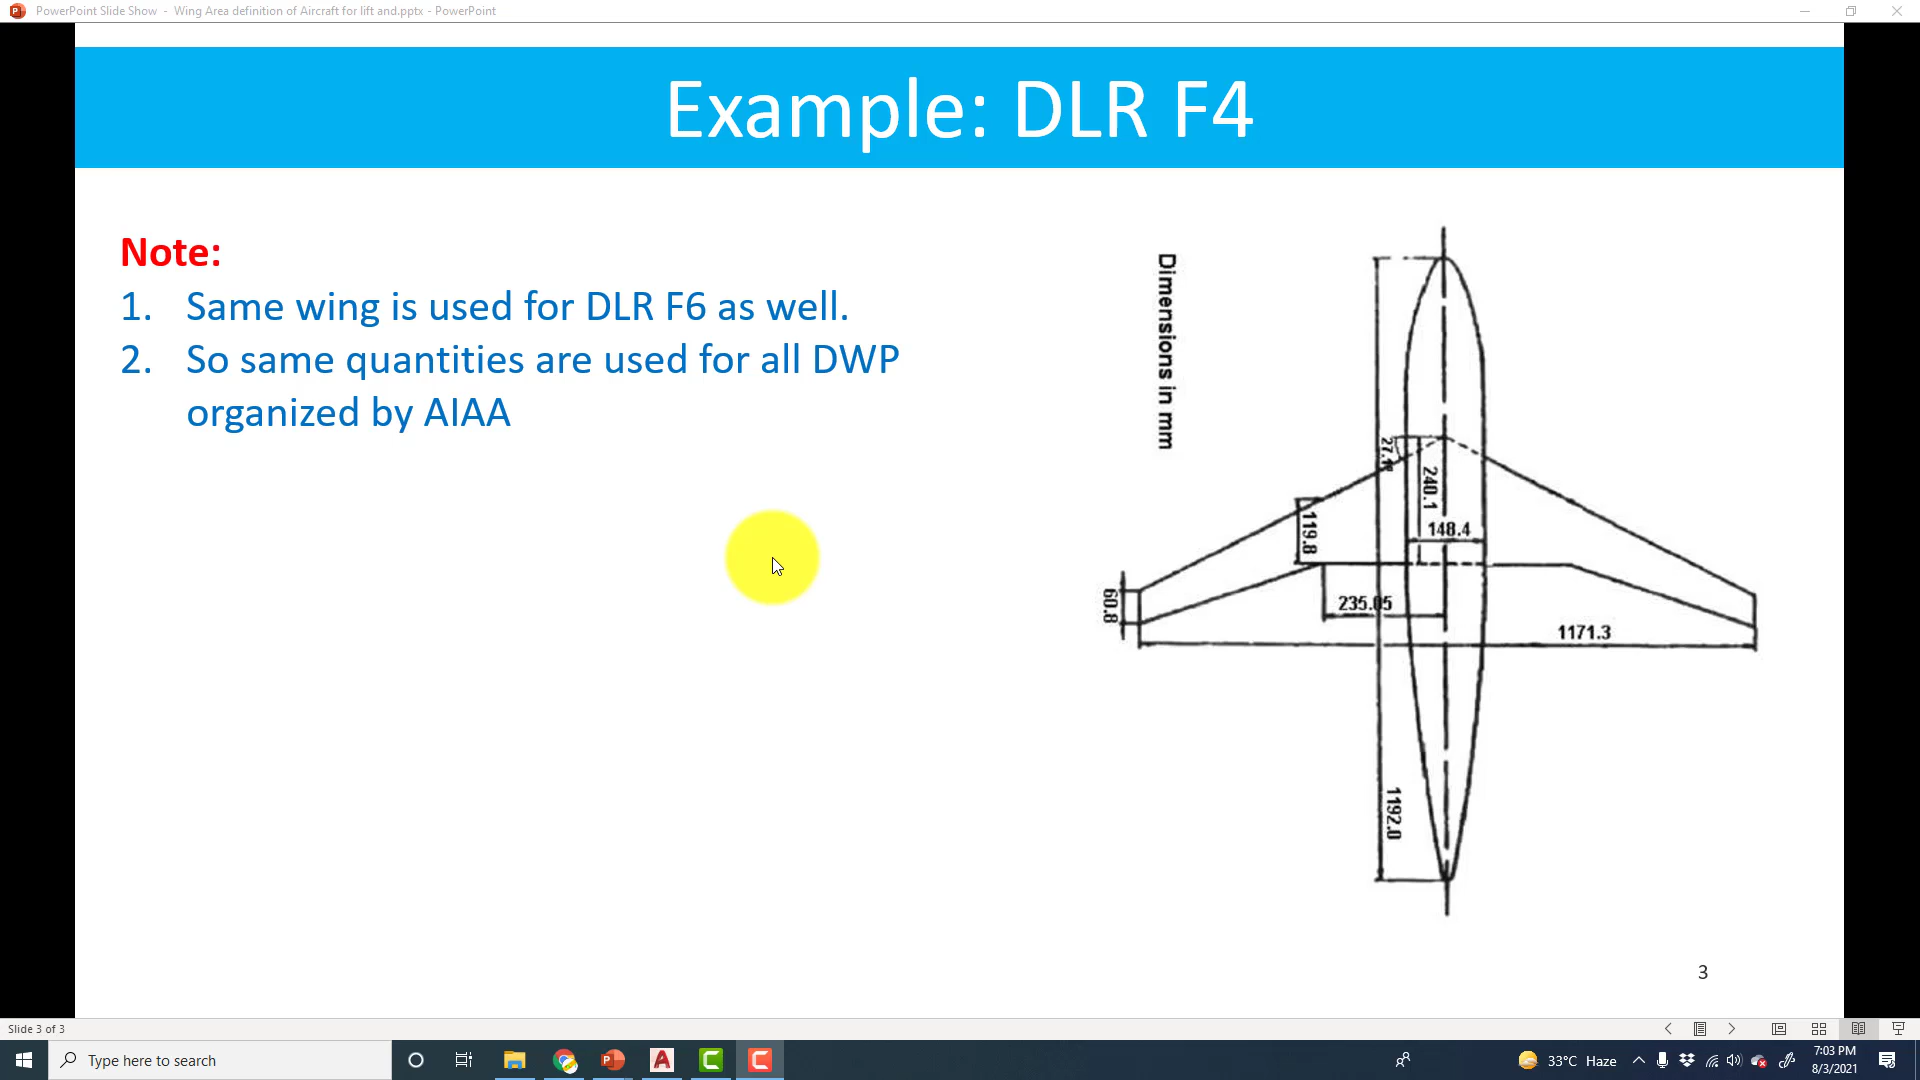 PowerPoint Slide Show - Wing Area definition of Aircraft for lift and.pptx - PowerPoint
Example: DLR F4
Note:
1. Same wing is used for DLR F6 as well.
2. So same quantities are used for all DWP
organized by AIAA
Dimensions in mm
27.1°
240.1
119.8
148.4
60.8
235.05
1171.3
1192.0
3
Slide 3 of 3
Type here to search
33°C Haze
7:03 PM
8/3/2021